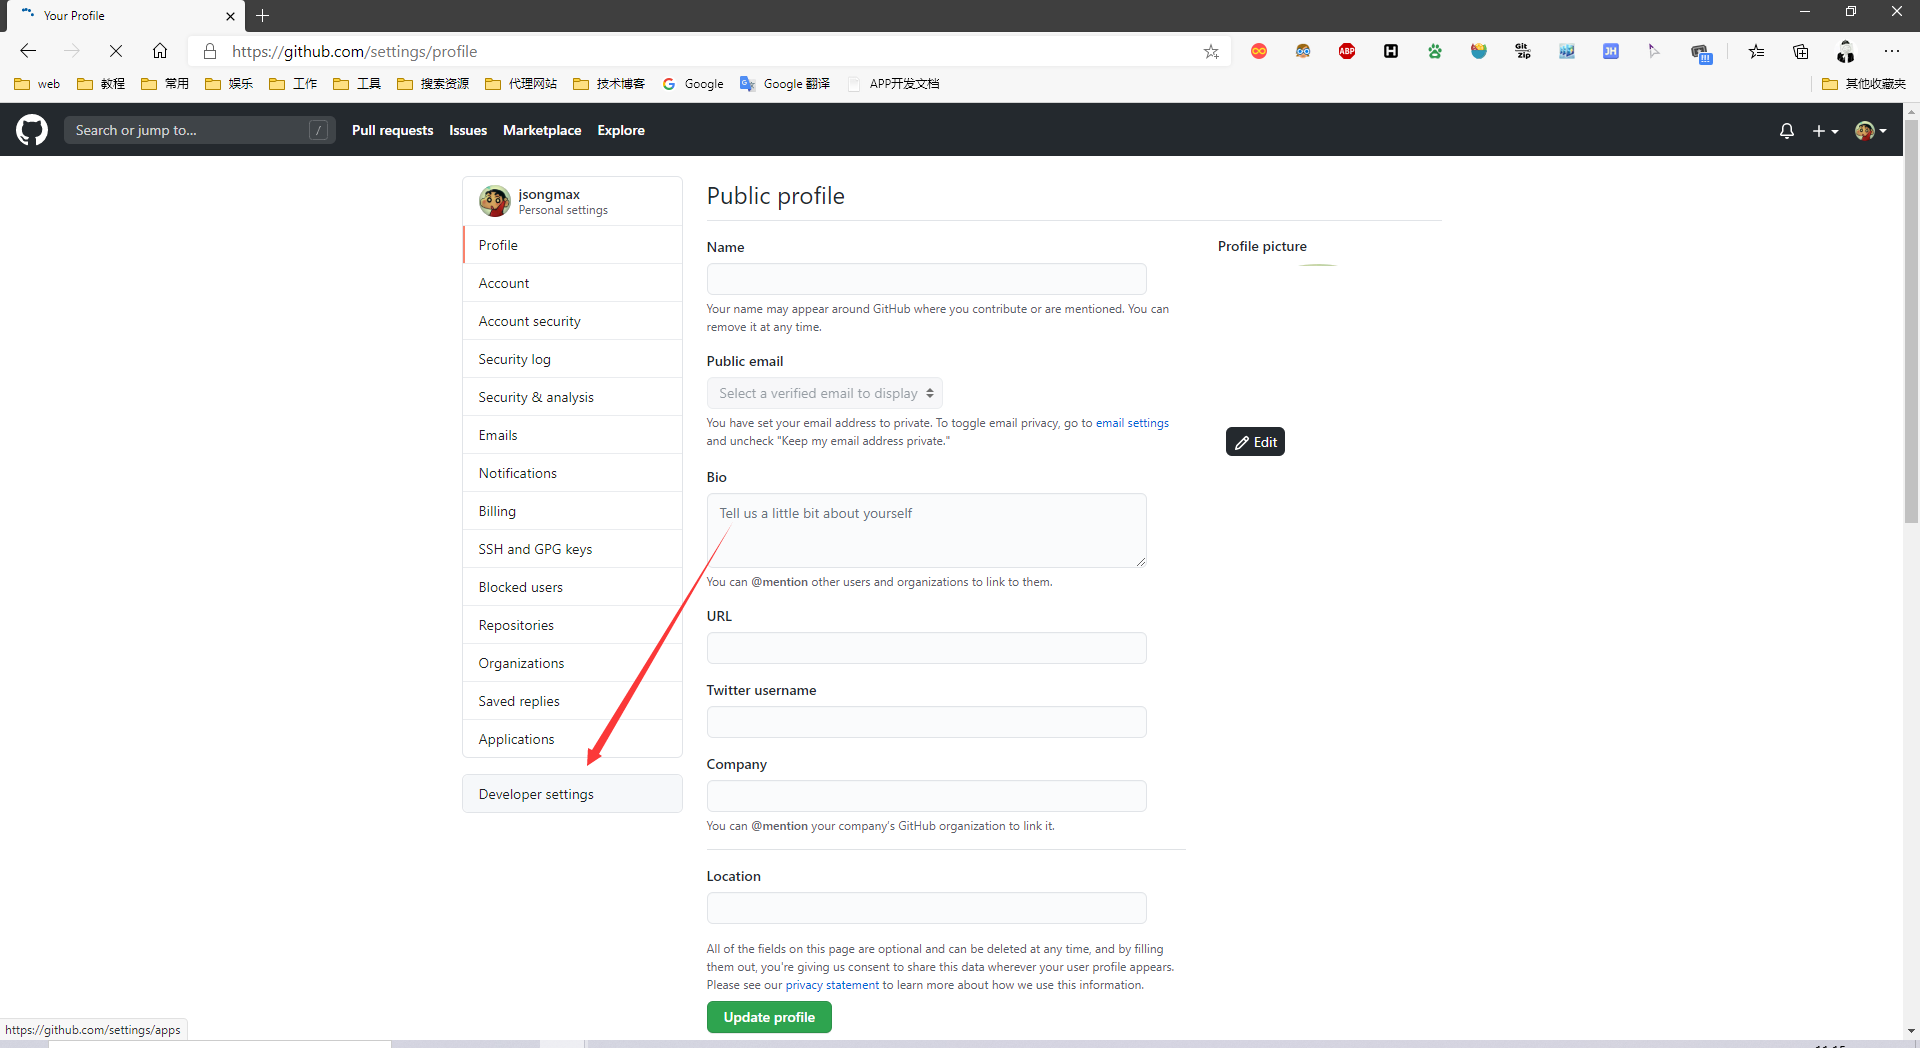 Your Profile
https://github.com/settings/profile
ABP
H
Git
zip
JH
web 教程 常用 娱乐 工作 工具 搜索资源 代理网站 技术博客 Google Google 翻译 APP开发文档 其他收藏夹
Search or jump to... /
Pull requests Issues Marketplace Explore
jsongmax
Personal settings
Profile
Account
Account security
Security log
Security & analysis
Emails
Notifications
Billing
SSH and GPG keys
Blocked users
Repositories
Organizations
Saved replies
Applications
Developer settings
Public profile
Name
Your name may appear around GitHub where you contribute or are mentioned. You can
remove it at any time.
Public email
Select a verified email to display
You have set your email address to private. To toggle email privacy, go to email settings
and uncheck "Keep my email address private."
Bio
Tell us a little bit about yourself
You can @mention other users and organizations to link to them.
URL
Twitter username
Company
You can @mention your company's GitHub organization to link it.
Location
All of the fields on this page are optional and can be deleted at any time, and by filling
them out, you're giving us consent to share this data wherever your user profile appears.
Please see our privacy statement to learn more about how we use this information.
Update profile
Profile picture
Edit
https://github.com/settings/apps